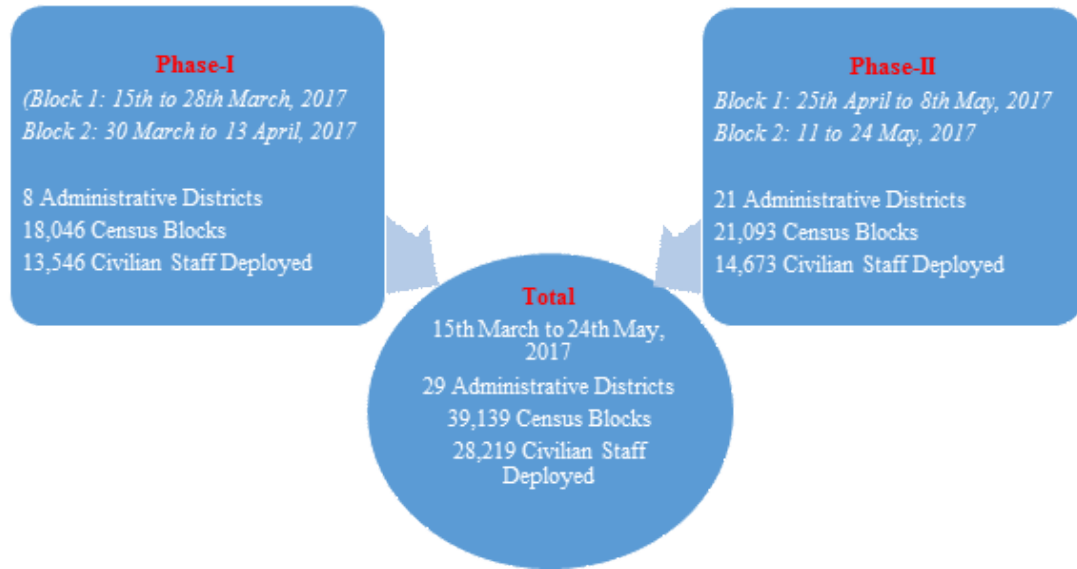 Phase-I
(Block 1: 15th to 28th March, 2017
Block 2: 30 March to 13 April, 2017
8 Administrative Districts
18,046 Census Blocks
13,546 Civilian Staff Deployed
Phase-II
Block 1: 25th April to 8th May, 2017
Block 2: 11 to 24 May, 2017
21 Administrative Districts
21,093 Census Blocks
14,673 Civilian Staff Deployed
Total
15th March to 24th May,
2017
29 Administrative Districts
39,139 Census Blocks
28,219 Civilian Staff
Deployed